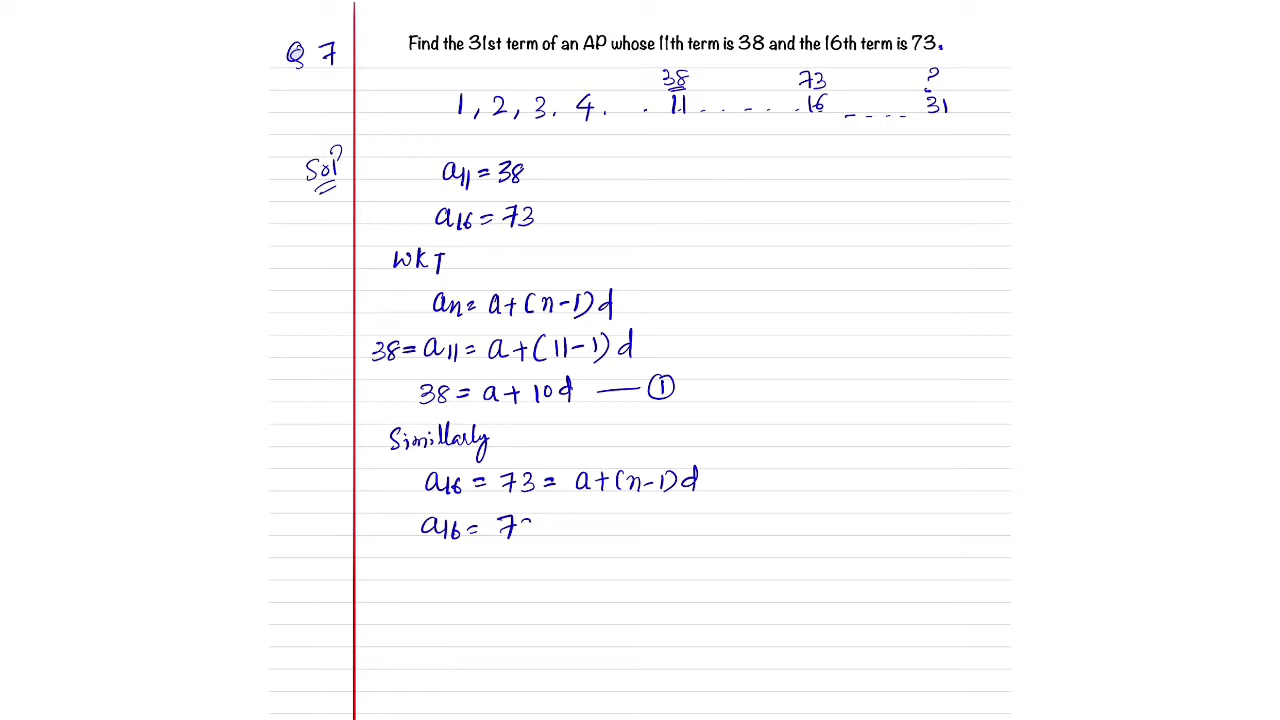 Q 7
Find the 31st term of an AP whose 11th term is 38 and the 16th term is 73.
38 73 ?
1, 2, 3. 4. . 11 . . . . . . 16 - - - - - 31
Sol?
a11 = 38
a16 = 73
WKT
an = a + (n-1)d
38 = a11 = a + (11-1)d
38 = a + 10d —— ①
Simillarly
a16 = 73 = a + (n-1)d
a16 = 7